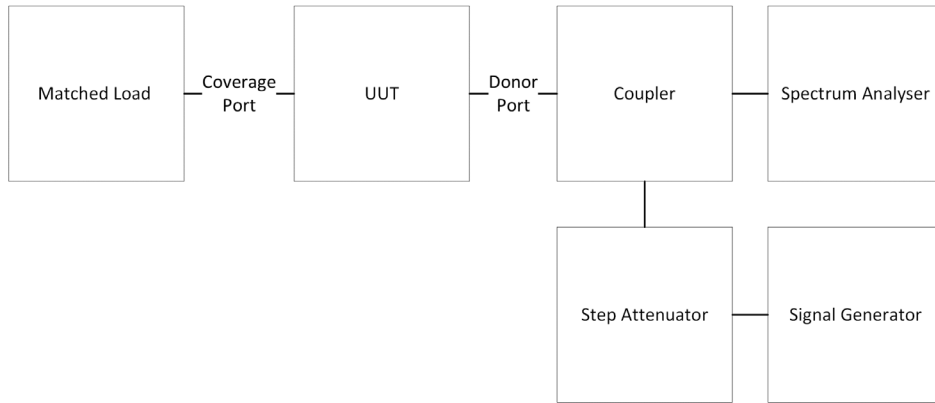 Matched Load
Coverage
Port
UUT
Donor
Port
Coupler
Spectrum Analyser
Step Attenuator
Signal Generator